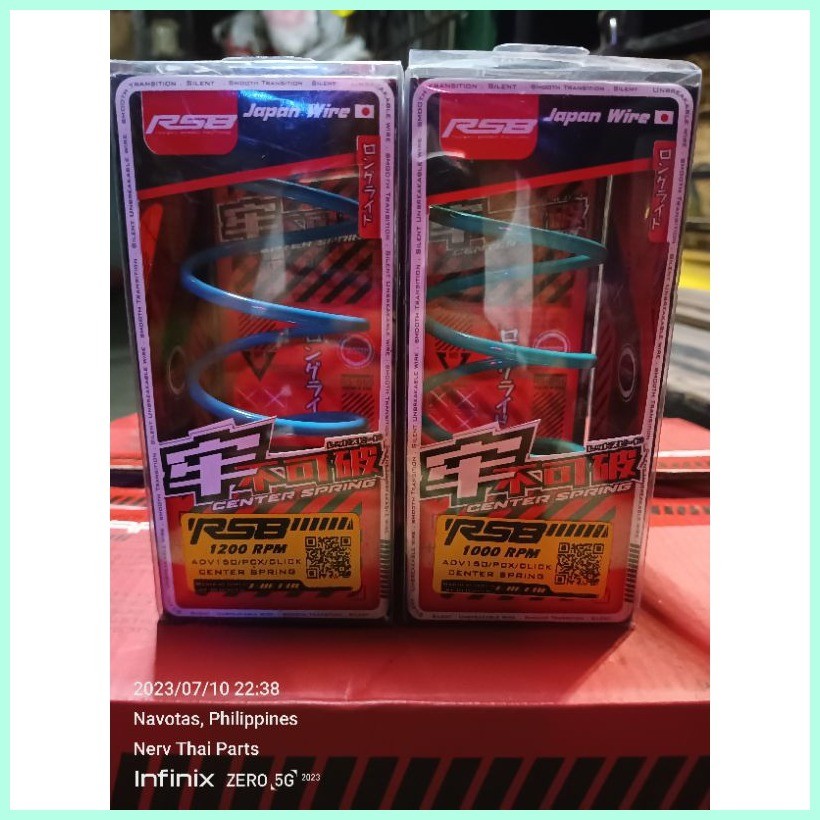 RSB
Japan Wire
ロングライト
牢不可破
CENTER SPRING
RSB
1200 RPM
ADV150/PCX/CLICK
CENTER SPRING
RSB
Japan Wire
ロングライト
牢不可破
CENTER SPRING
RSB
1000 RPM
ADV150/PCX/CLICK
CENTER SPRING
SMOOTH TRANSITION · SILENT UNBREAKABLE WIRE
2023/07/10 22:38
Navotas, Philippines
Nerv Thai Parts
Infinix ZERO 5G 2023